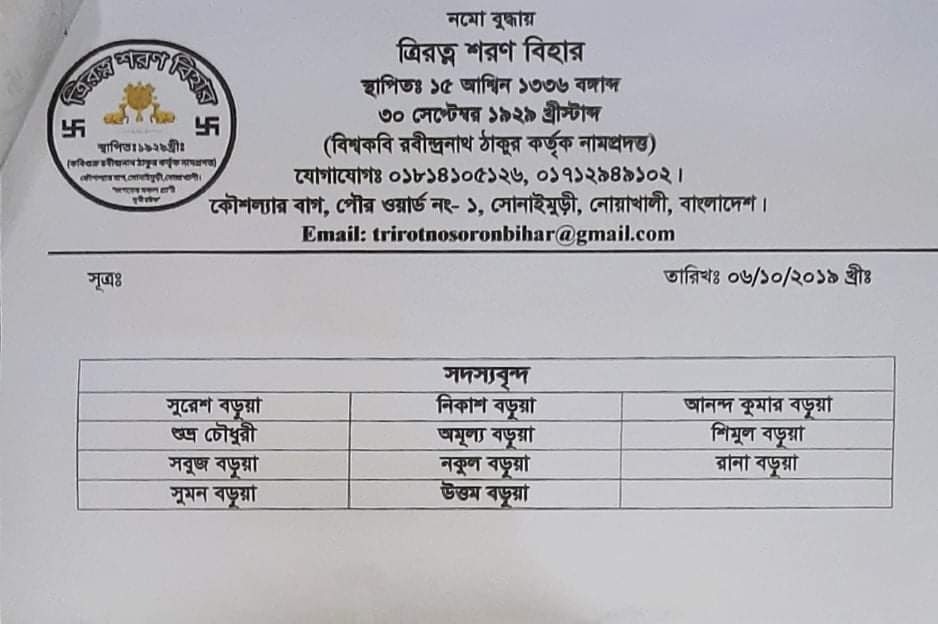 নমো বুদ্ধায়
ত্রিরত্ন শরণ বিহার
স্থাপিতঃ ১৫ আশ্বিন ১৩৩৬ বঙ্গাব্দ
৩০ সেপ্টেম্বর ১৯২৯ খ্রীস্টাব্দ
(বিশ্বকবি রবীন্দ্রনাথ ঠাকুর কর্তৃক নামপ্রদত্ত)
যোগাযোগঃ ০১৮১৪১০৫১২৬, ০১৭১২৯৪৯১০২।
কৌশল্যার বাগ, পৌর ওয়ার্ড নং- ১, সোনাইমুড়ী, নোয়াখালী, বাংলাদেশ।
Email: trirotnosoronbihar@gmail.com
ত্রিরত্ন শরণ বিহার
স্থাপিতঃ১৯২৯খ্রীঃ
(কবিগুরু রবীন্দ্রনাথ ঠাকুর কর্তৃক নামপ্রদত্ত)
কৌশল্যার বাগ,সোনাইমুড়ী,নোয়াখালী।
"জগতের সকল প্রাণী
সুখী হউক"
সূত্রঃ তারিখঃ ০৬/১০/২০১৯ খ্রীঃ
সদস্যবৃন্দ
সুরেশ বড়ুয়া নিকাশ বড়ুয়া আনন্দ কুমার বড়ুয়া
শুভ্র চৌধুরী অমূল্য বড়ুয়া শিমুল বড়ুয়া
সবুজ বড়ুয়া নকুল বড়ুয়া রানা বড়ুয়া
সুমন বড়ুয়া উত্তম বড়ুয়া